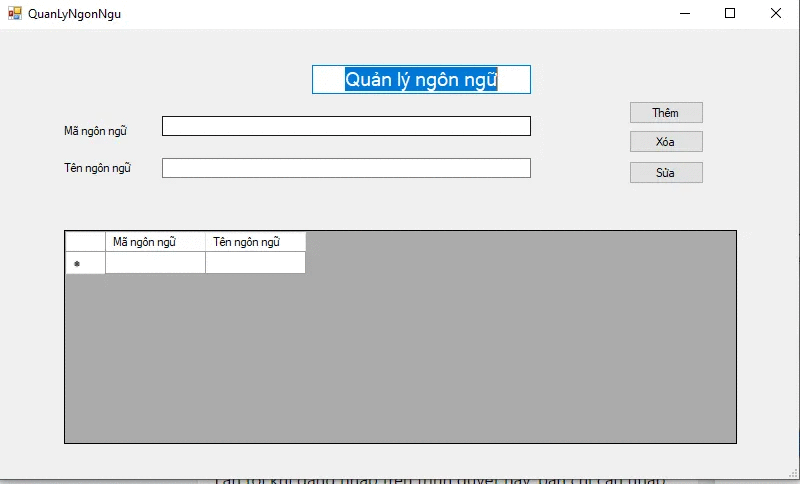 QuanLyNgonNgu
Quản lý ngôn ngữ
Mã ngôn ngữ
Thêm
Xóa
Tên ngôn ngữ
Sửa
Mã ngôn ngữ Tên ngôn ngữ